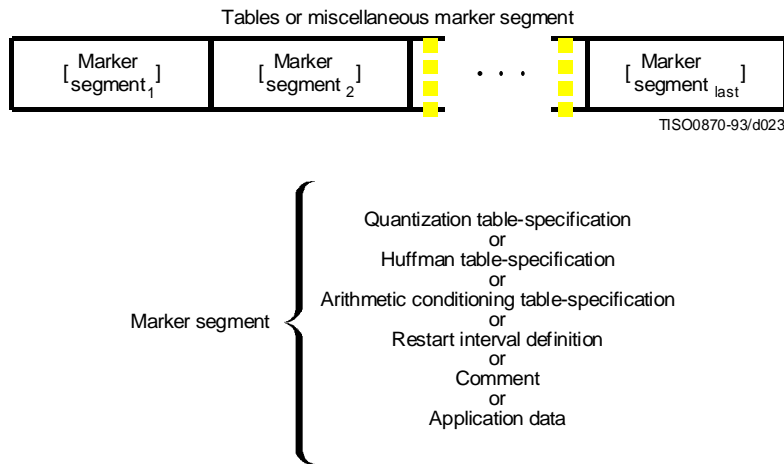 Tables or miscellaneous marker segment
[ Marker segment1 ] [ Marker segment 2 ] . . . [ Marker segment last ]
TISO0870-93/d023
Quantization table-specification
or
Huffman table-specification
or
Arithmetic conditioning table-specification
or
Marker segment
Restart interval definition
or
Comment
or
Application data